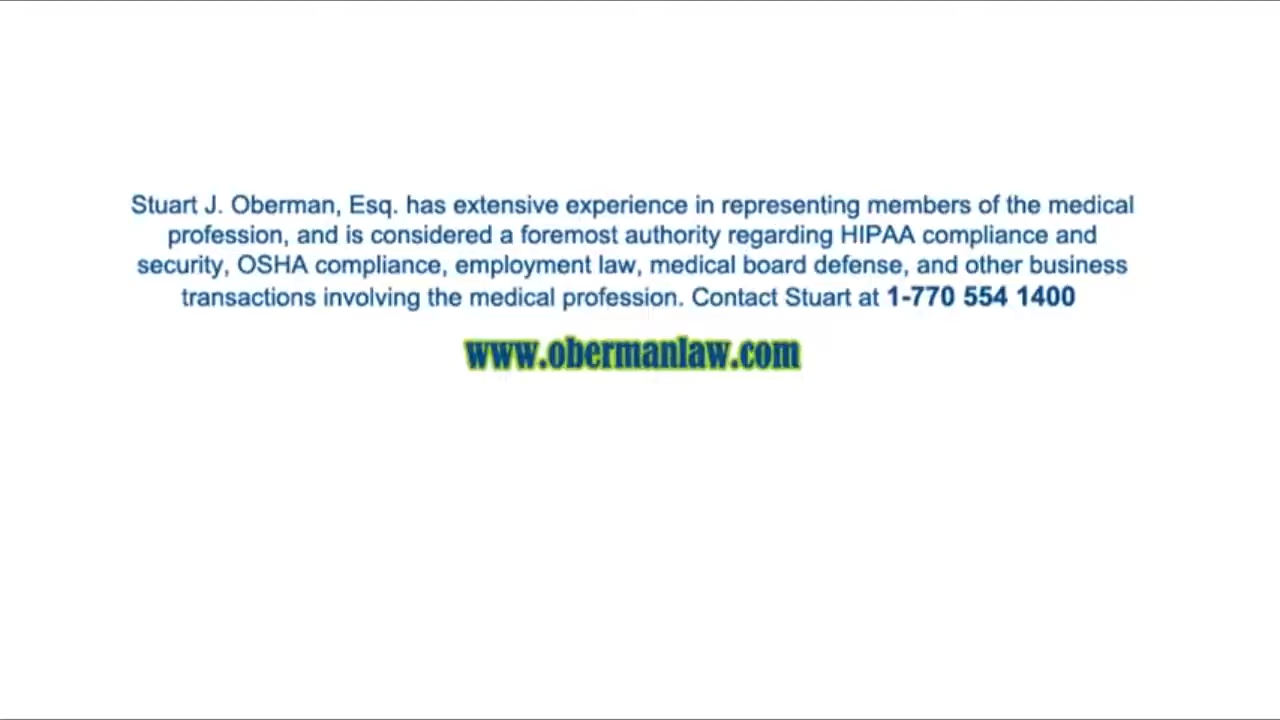 Stuart J. Oberman, Esq. has extensive experience in representing members of the medical
profession, and is considered a foremost authority regarding HIPAA compliance and
security, OSHA compliance, employment law, medical board defense, and other business
transactions involving the medical profession. Contact Stuart at 1-770 554 1400
www.obermanlaw.com